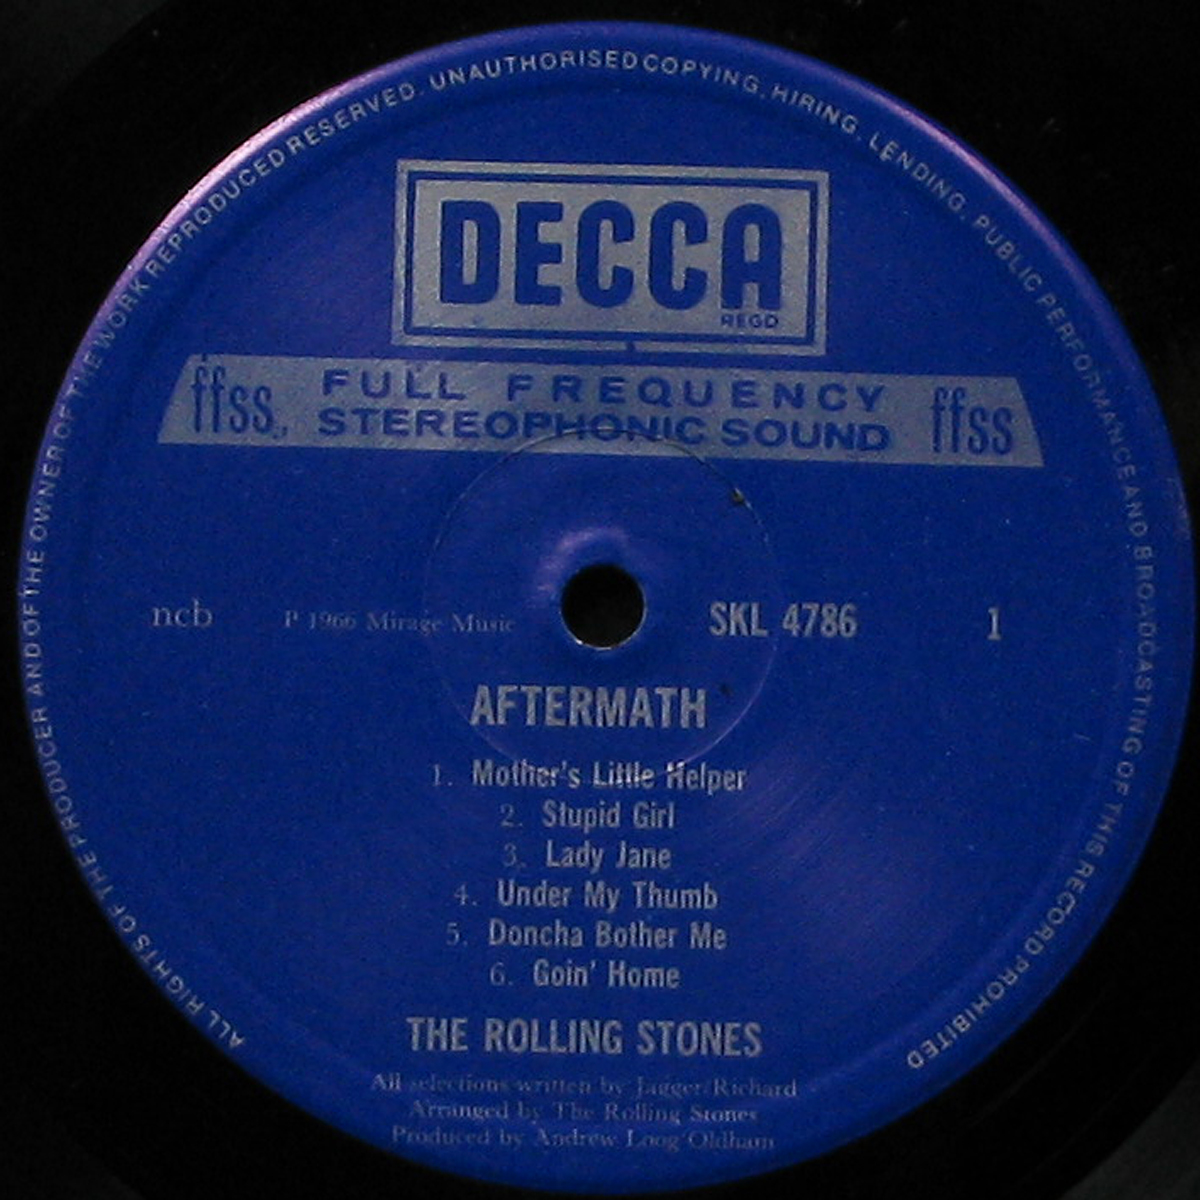 ALL RIGHTS OF THE PRODUCER AND OF THE OWNER OF THE WORK REPRODUCED RESERVED. UNAUTHORISED COPYING, HIRING, LENDING, PUBLIC PERFORMANCE AND BROADCASTING OF THIS RECORD PROHIBITED
DECCA
REGD
ffss FULL FREQUENCY STEREOPHONIC SOUND ffss
ncb P 1966 Mirage Music SKL 4786 1
AFTERMATH
1. Mother's Little Helper
2. Stupid Girl
3. Lady Jane
4. Under My Thumb
5. Doncha Bother Me
6. Goin' Home
THE ROLLING STONES
All selections written by Jagger/Richard
Arranged by The Rolling Stones
Produced by Andrew Loog Oldham